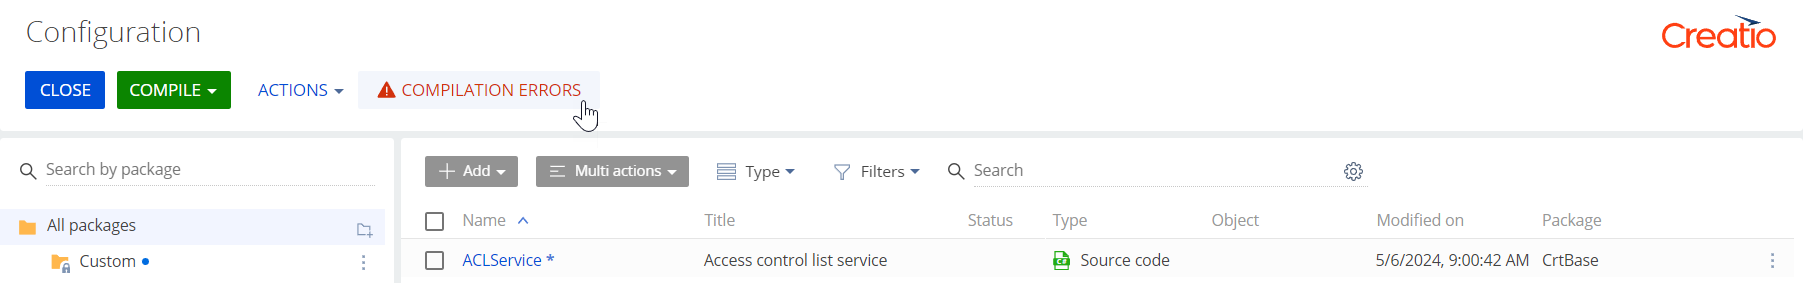 Configuration
Creatio
CLOSE COMPILE ACTIONS COMPILATION ERRORS
Search by package
Add Multi actions Type Filters Search
All packages
Custom
Name Title Status Type Object Modified on Package
ACLService * Access control list service C# Source code 5/6/2024, 9:00:42 AM CrtBase